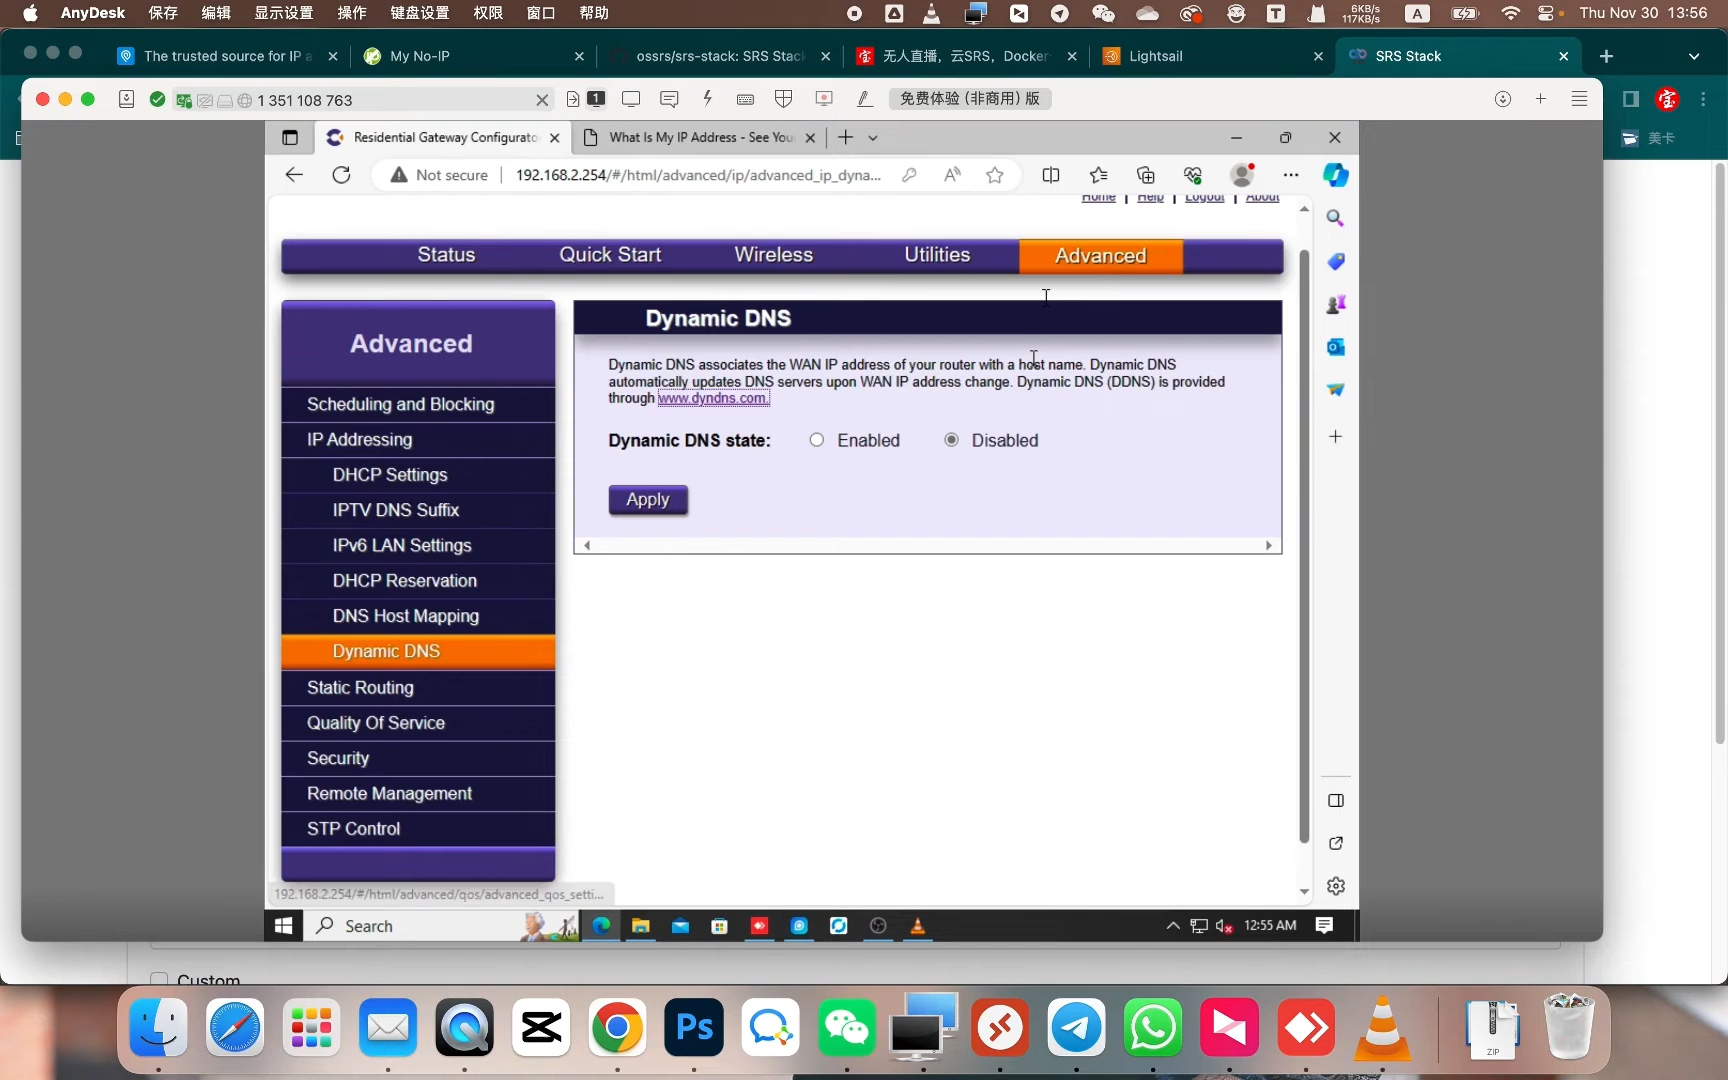 AnyDesk 保存 编辑 显示设置 操作 键盘设置 权限 窗口 帮助
T 6KB/s 117KB/s A Thu Nov 30 13:56
The trusted source for IP a
My No-IP
ossrs/srs-stack: SRS Stack
无人直播，云SRS，Docker
Lightsail
SRS Stack
1 351 108 763
1
免费体验 (非商用) 版
宝
美卡
Residential Gateway Configurato
What Is My IP Address - See You
Not secure 192.168.2.254/#/html/advanced/ip/advanced_ip_dyna...
Home | Help | Logout | About
Status Quick Start Wireless Utilities Advanced
Advanced
Scheduling and Blocking
IP Addressing
DHCP Settings
IPTV DNS Suffix
IPv6 LAN Settings
DHCP Reservation
DNS Host Mapping
Dynamic DNS
Static Routing
Quality Of Service
Security
Remote Management
STP Control
Dynamic DNS
Dynamic DNS associates the WAN IP address of your router with a host name. Dynamic DNS
automatically updates DNS servers upon WAN IP address change. Dynamic DNS (DDNS) is provided
through www.dyndns.com.
Dynamic DNS state: Enabled Disabled
Apply
192.168.2.254/#/html/advanced/qos/advanced_qos_setti...
Search
12:55 AM
Custom
Ps
ZIP